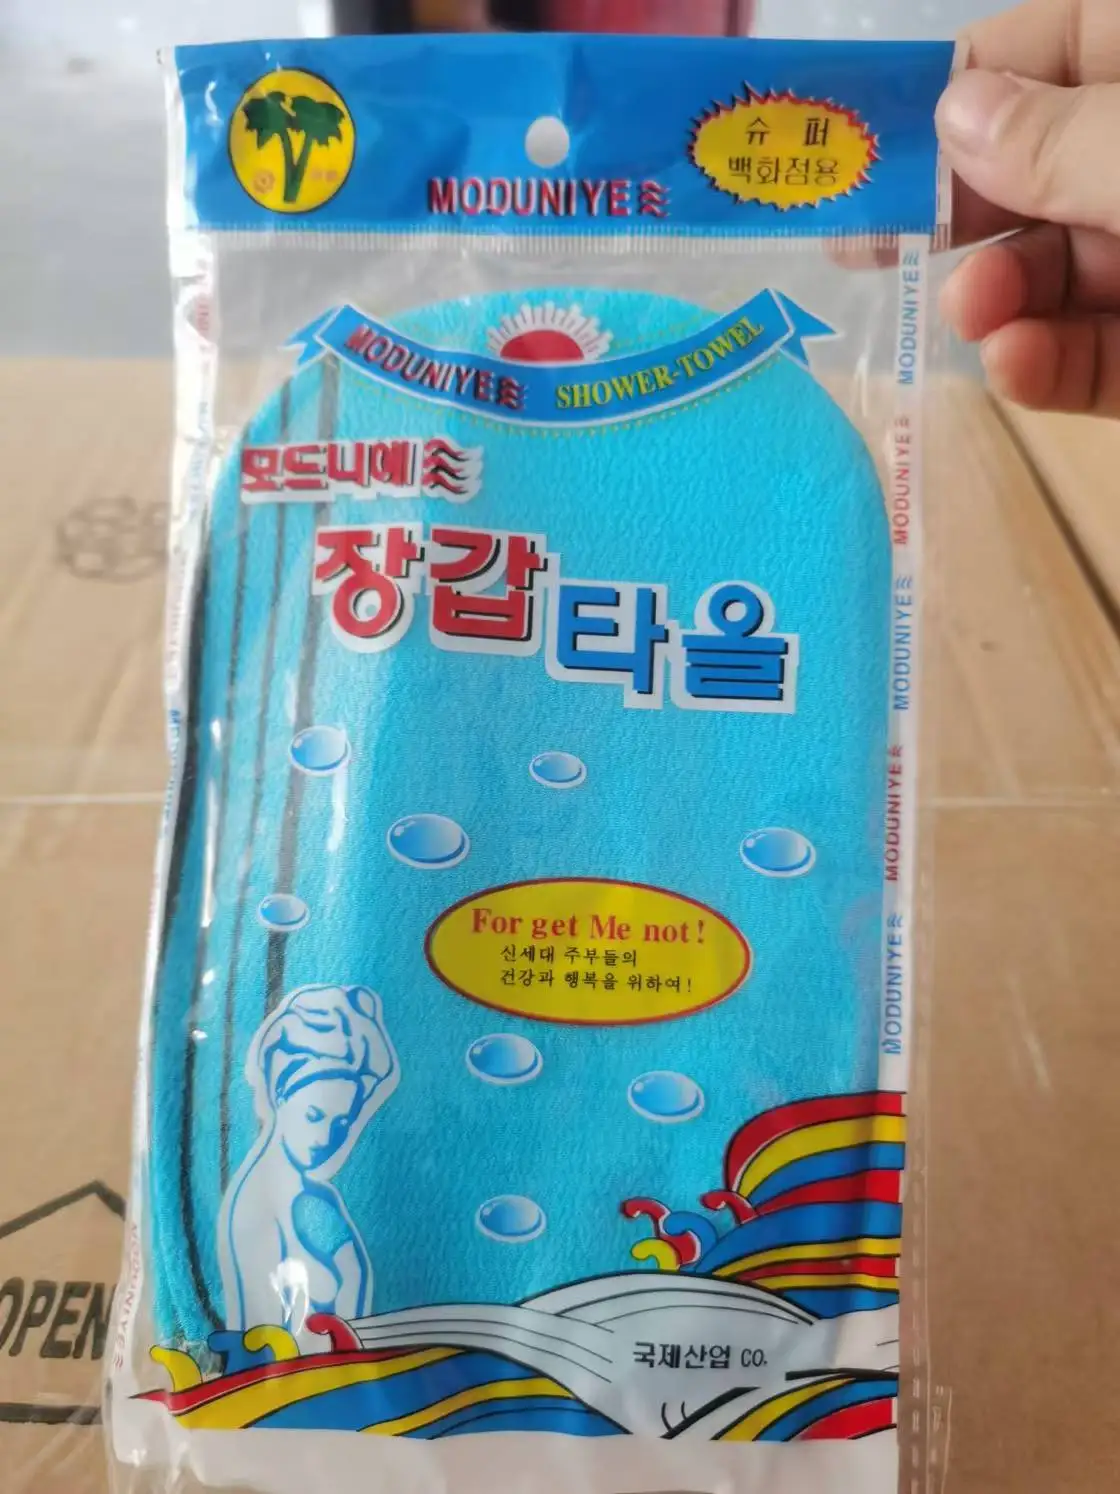 슈퍼
백화점용
MODUNIYE
MODUNIYE SHOWER-TOWEL
모드니에
장갑타올
For get Me not!
신세대 주부들의
건강과 행복을 위하여!
국제산업 CO.
MODUNIYE MODUNIYE MODUNIYE MODUNIYE MODUNIYE
OPEN